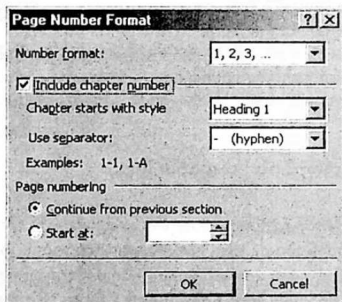 Page Number Format
Number format: 1, 2, 3, ...
Include chapter number
Chapter starts with style Heading 1
Use separator: - (hyphen)
Examples: 1-1, 1-A
Page numbering
Continue from previous section
Start at:
OK Cancel